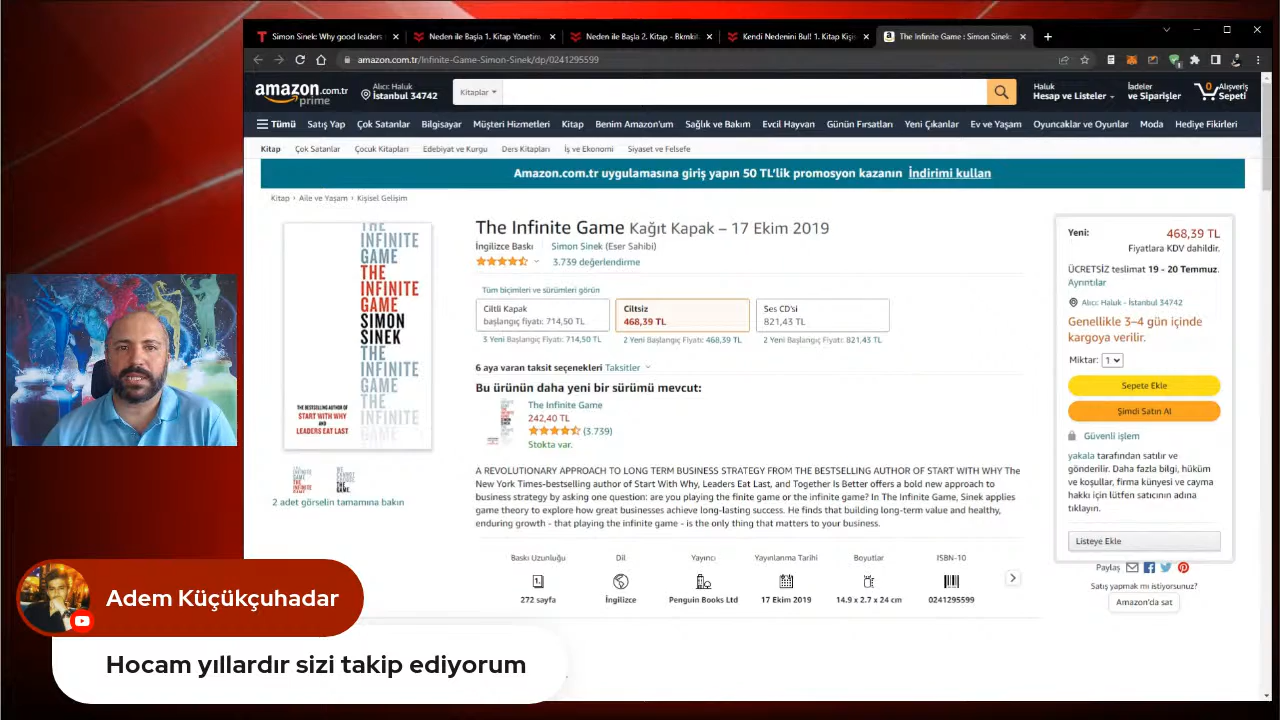 Simon Sinek: Why good leaders
Neden ile Başla 1. Kitap Yönetim
Neden ile Başla 2. Kitap - Bkmkit
Kendi Nedenini Bul! 1. Kitap Kişis
The Infinite Game : Simon Sinek:
amazon.com.tr/Infinite-Game-Simon-Sinek/dp/0241295599
amazon.com.tr
prime
Alıcı: Haluk
İstanbul 34742
Kitaplar
Haluk
Hesap ve Listeler
İadeler
ve Siparişler
0
Alışveriş
Sepeti
Tümü Satış Yap Çok Satanlar Bilgisayar Müşteri Hizmetleri Kitap Benim Amazon'um Sağlık ve Bakım Evcil Hayvan Günün Fırsatları Yeni Çıkanlar Ev ve Yaşam Oyuncaklar ve Oyunlar Moda Hediye Fikirleri
Kitap Çok Satanlar Çocuk Kitapları Edebiyat ve Kurgu Ders Kitapları İş ve Ekonomi Siyaset ve Felsefe
Amazon.com.tr uygulamasına giriş yapın 50 TL'lik promosyon kazanın İndirimi kullan
Kitap › Aile ve Yaşam › Kişisel Gelişim
THE
INFINITE
GAME
THE
INFINITE
GAME
SIMON
SINEK
THE
INFINITE
GAME
THE
INFINITE
GAME
THE BESTSELLING AUTHOR OF
START WITH WHY
AND
LEADERS EAT LAST
2 adet görselin tamamına bakın
The Infinite Game Kağıt Kapak – 17 Ekim 2019
İngilizce Baskı Simon Sinek (Eser Sahibi)
3.739 değerlendirme
Tüm biçimleri ve sürümleri görün
Ciltli Kapak
başlangıç fiyatı: 714,50 TL
3 Yeni Başlangıç Fiyatı: 714,50 TL
Ciltsiz
468,39 TL
2 Yeni Başlangıç Fiyatı: 468,39 TL
Ses CD'si
821,43 TL
2 Yeni Başlangıç Fiyatı: 821,43 TL
6 aya varan taksit seçenekleri Taksitler
Bu ürünün daha yeni bir sürümü mevcut:
The Infinite Game
242,40 TL
(3.739)
Stokta var.
A REVOLUTIONARY APPROACH TO LONG TERM BUSINESS STRATEGY FROM THE BESTSELLING AUTHOR OF START WITH WHY The
New York Times-bestselling author of Start With Why, Leaders Eat Last, and Together Is Better offers a bold new approach to
business strategy by asking one question: are you playing the finite game or the infinite game? In The Infinite Game, Sinek applies
game theory to explore how great businesses achieve long-lasting success. He finds that building long-term value and healthy,
enduring growth - that playing the infinite game - is the only thing that matters to your business.
Baskı Uzunluğu
272 sayfa
Dil
İngilizce
Yayıncı
Penguin Books Ltd
Yayınlanma Tarihi
17 Ekim 2019
Boyutlar
14.9 x 2.7 x 24 cm
ISBN-10
0241295599
Yeni: 468,39 TL
Fiyatlara KDV dahildir.
ÜCRETSİZ teslimat 19 - 20 Temmuz.
Ayrıntılar
Alıcı: Haluk - İstanbul 34742
Genellikle 3–4 gün içinde
kargoya verilir.
Miktar: 1
Sepete Ekle
Şimdi Satın Al
Güvenli işlem
yakala tarafından satılır ve
gönderilir. Daha fazla bilgi, hüküm
ve koşullar, firma künyesi ve cayma
hakkı için lütfen satıcının adına
tıklayın.
Listeye Ekle
Paylaş
Satış yapmak mı istiyorsunuz?
Amazon'da sat
Adem Küçükçuhadar
Hocam yıllardır sizi takip ediyorum